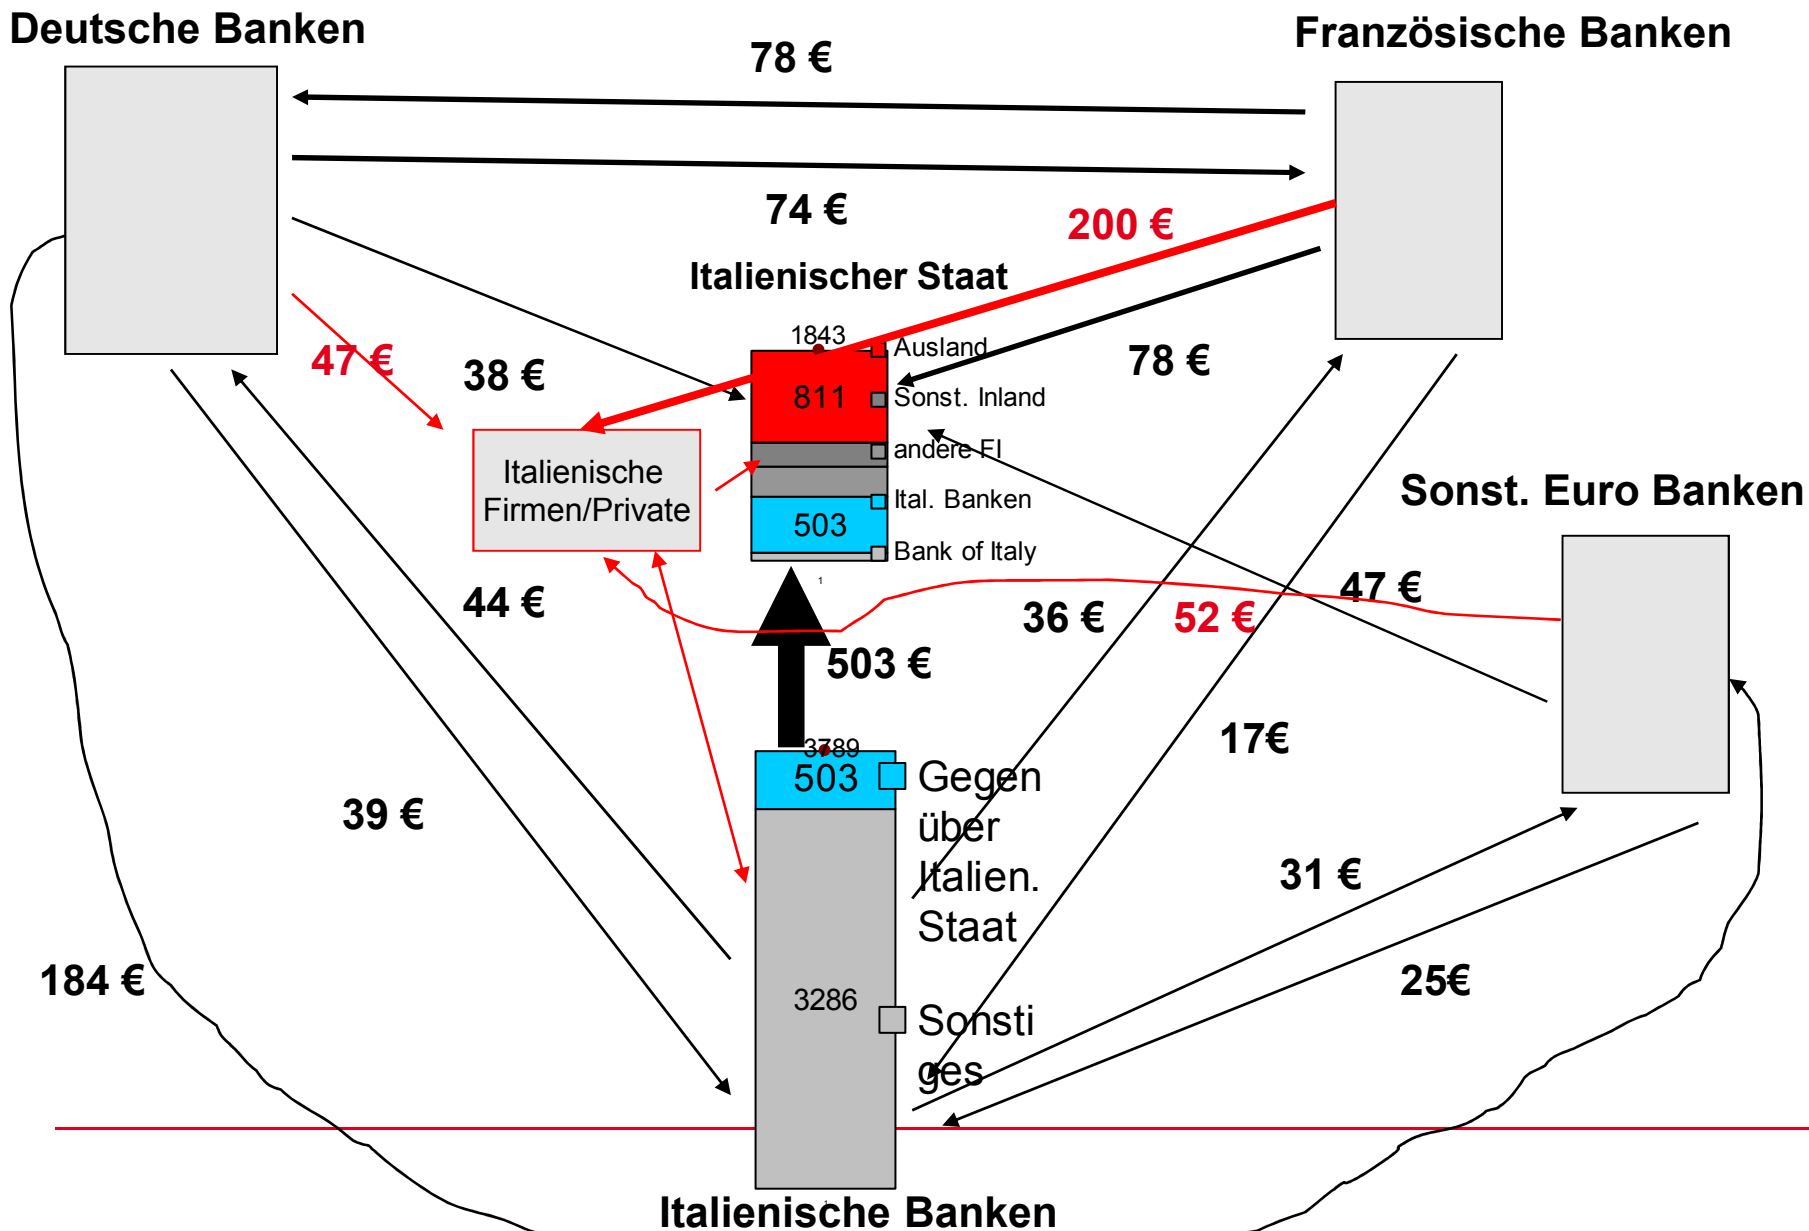 Deutsche Banken
Französische Banken
78 €
74 €
200 €
Italienischer Staat
1843
Ausland
78 €
47 €
38 €
811
Sonst. Inland
andere FI
Italienische
Firmen/Private
Ital. Banken
503
Bank of Italy
1
Sonst. Euro Banken
44 €
36 €
52 €
47 €
503 €
17€
3789
503
Gegen
über
Italien.
Staat
39 €
31 €
184 €
25€
3286
Sonsti
ges
1
Italienische Banken